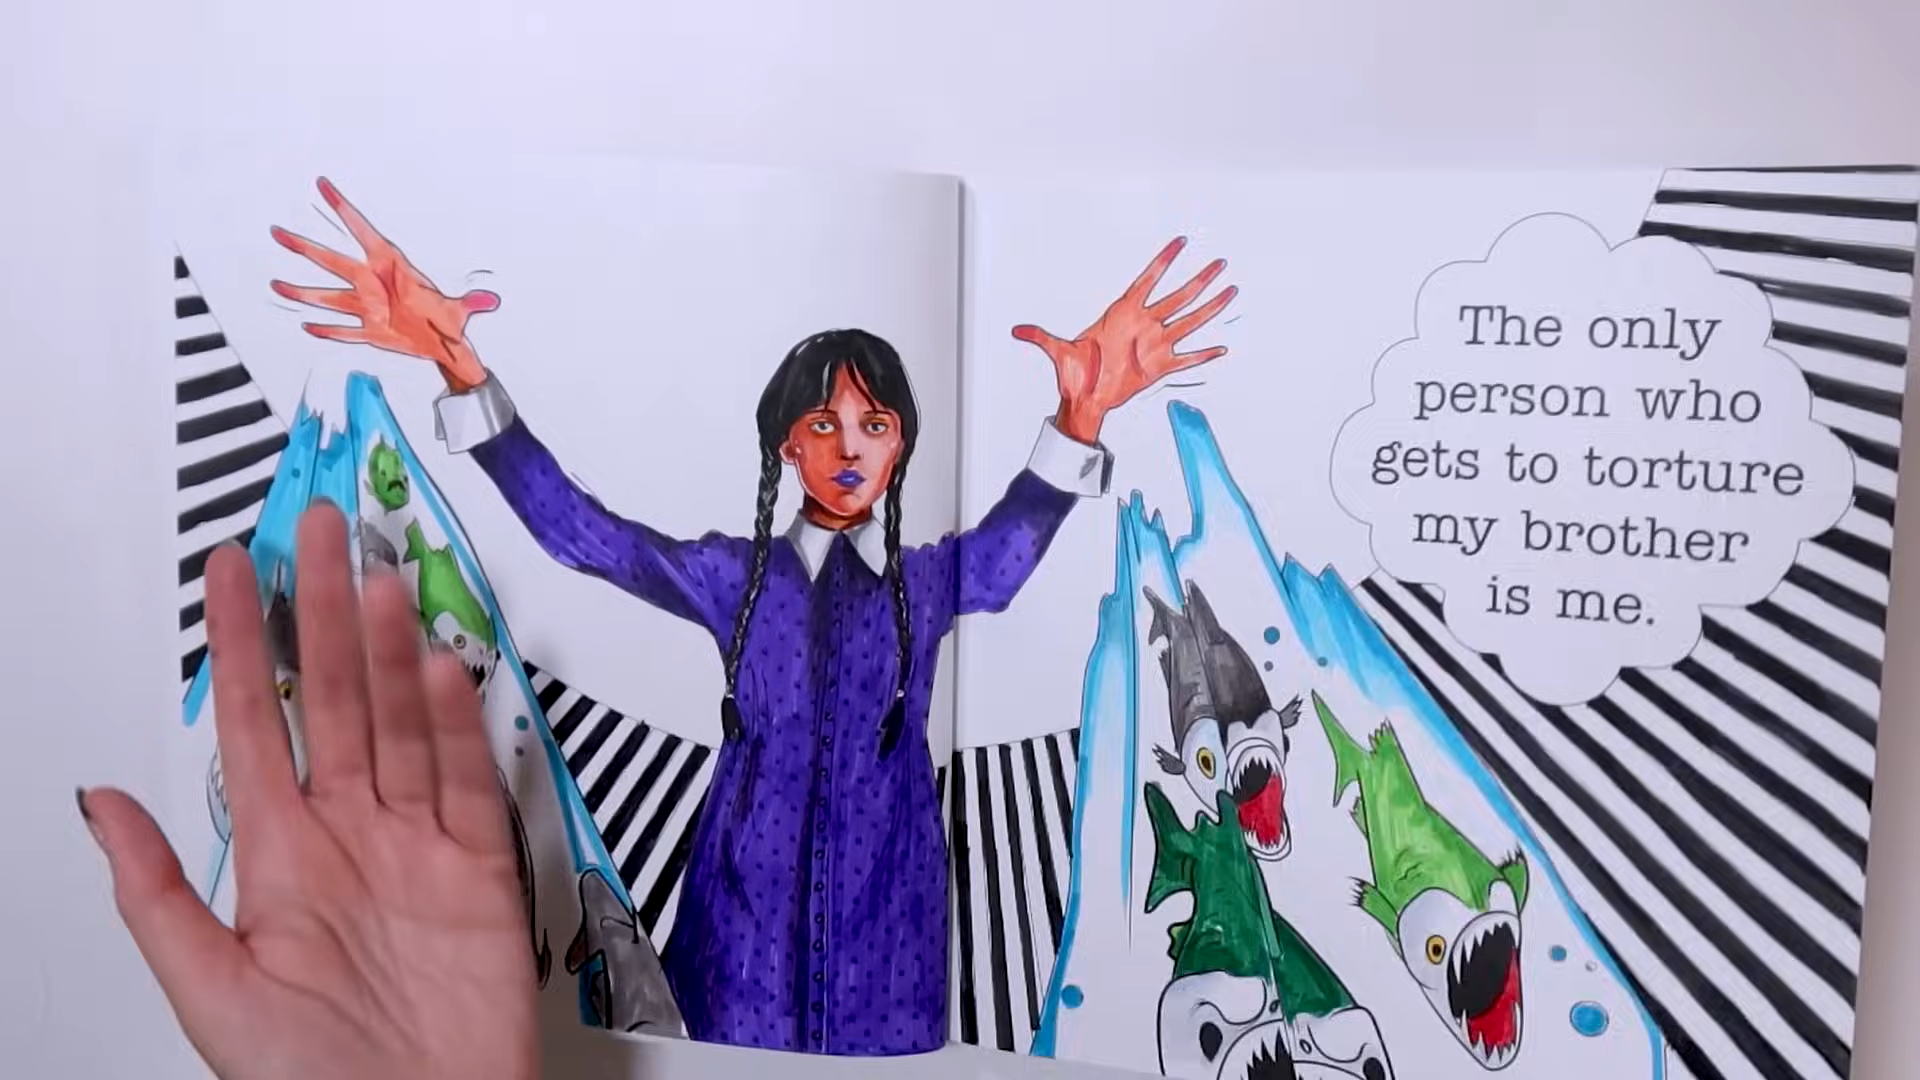 The only
person who
gets to torture
my brother
is me.